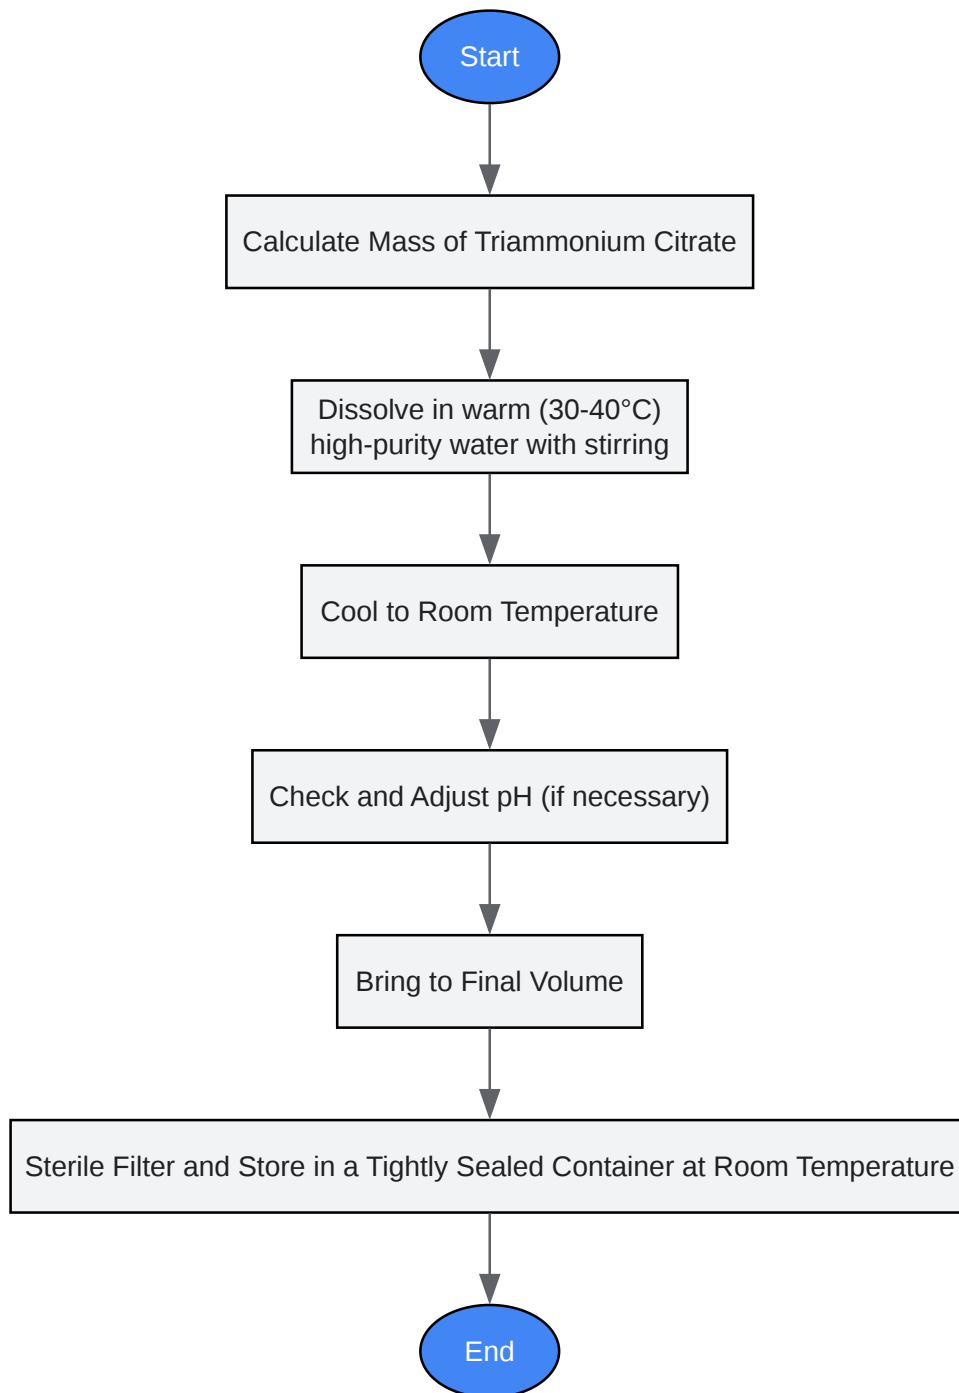 Start
Calculate Mass of Triammonium Citrate
Dissolve in warm (30-40°C)
high-purity water with stirring
Cool to Room Temperature
Check and Adjust pH (if necessary)
Bring to Final Volume
Sterile Filter and Store in a Tightly Sealed Container at Room Temperature
End